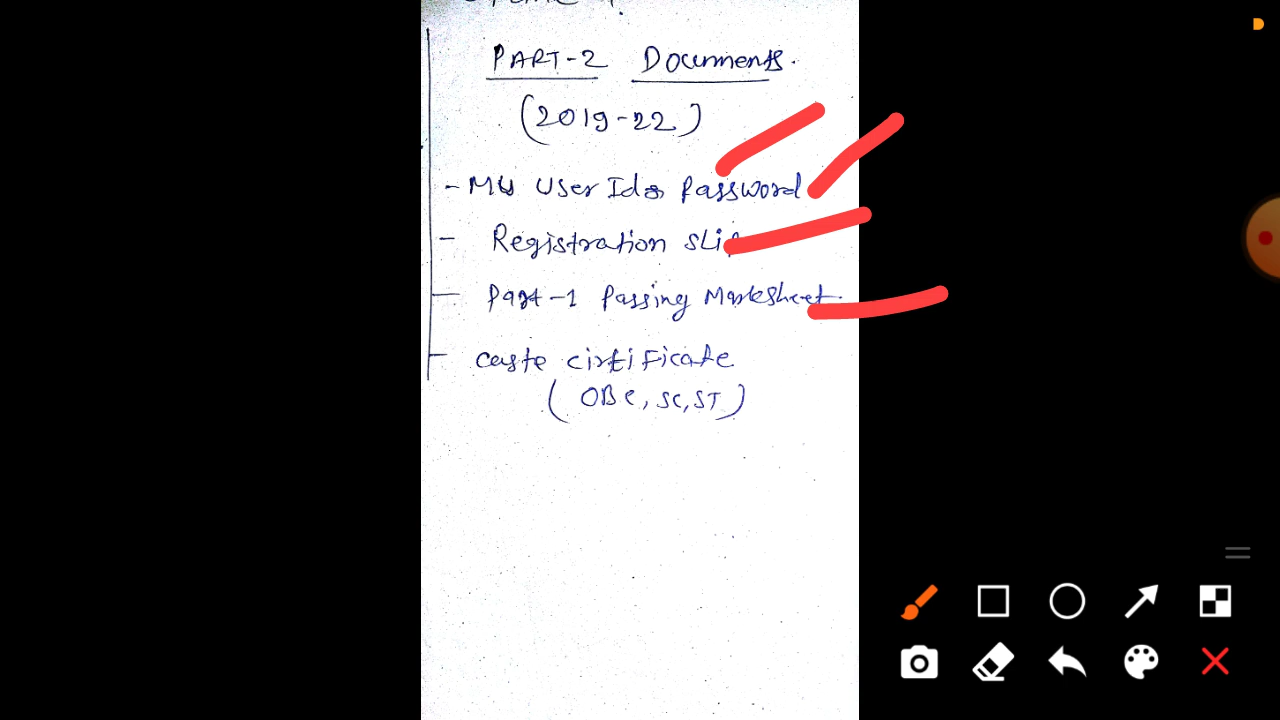 PART-2 Documents.
(2019-22)
- MU User Id & Password
- Registration slip
- Part-1 Passing Marksheet.
- caste cirtificate
(OBC, SC, ST)